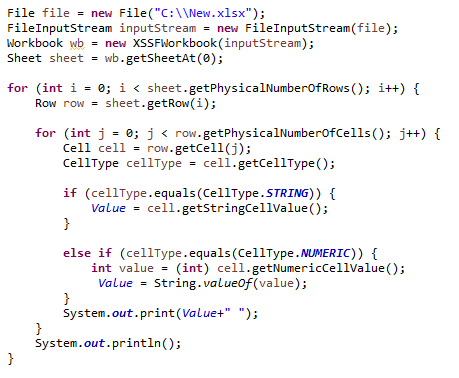 File file = new File("C:\\New.xlsx");
FileInputStream inputStream = new FileInputStream(file);
Workbook wb = new XSSFWorkbook(inputStream);
Sheet sheet = wb.getSheetAt(0);

for (int i = 0; i < sheet.getPhysicalNumberOfRows(); i++) {
    Row row = sheet.getRow(i);

    for (int j = 0; j < row.getPhysicalNumberOfCells(); j++) {
        Cell cell = row.getCell(j);
        CellType cellType = cell.getCellType();

        if (cellType.equals(CellType.STRING)) {
            Value = cell.getStringCellValue();
        }

        else if (cellType.equals(CellType.NUMERIC)) {
            int value = (int) cell.getNumericCellValue();
             Value = String.valueOf(value);
        }
        System.out.print(Value+" ");
    }
    System.out.println();
}